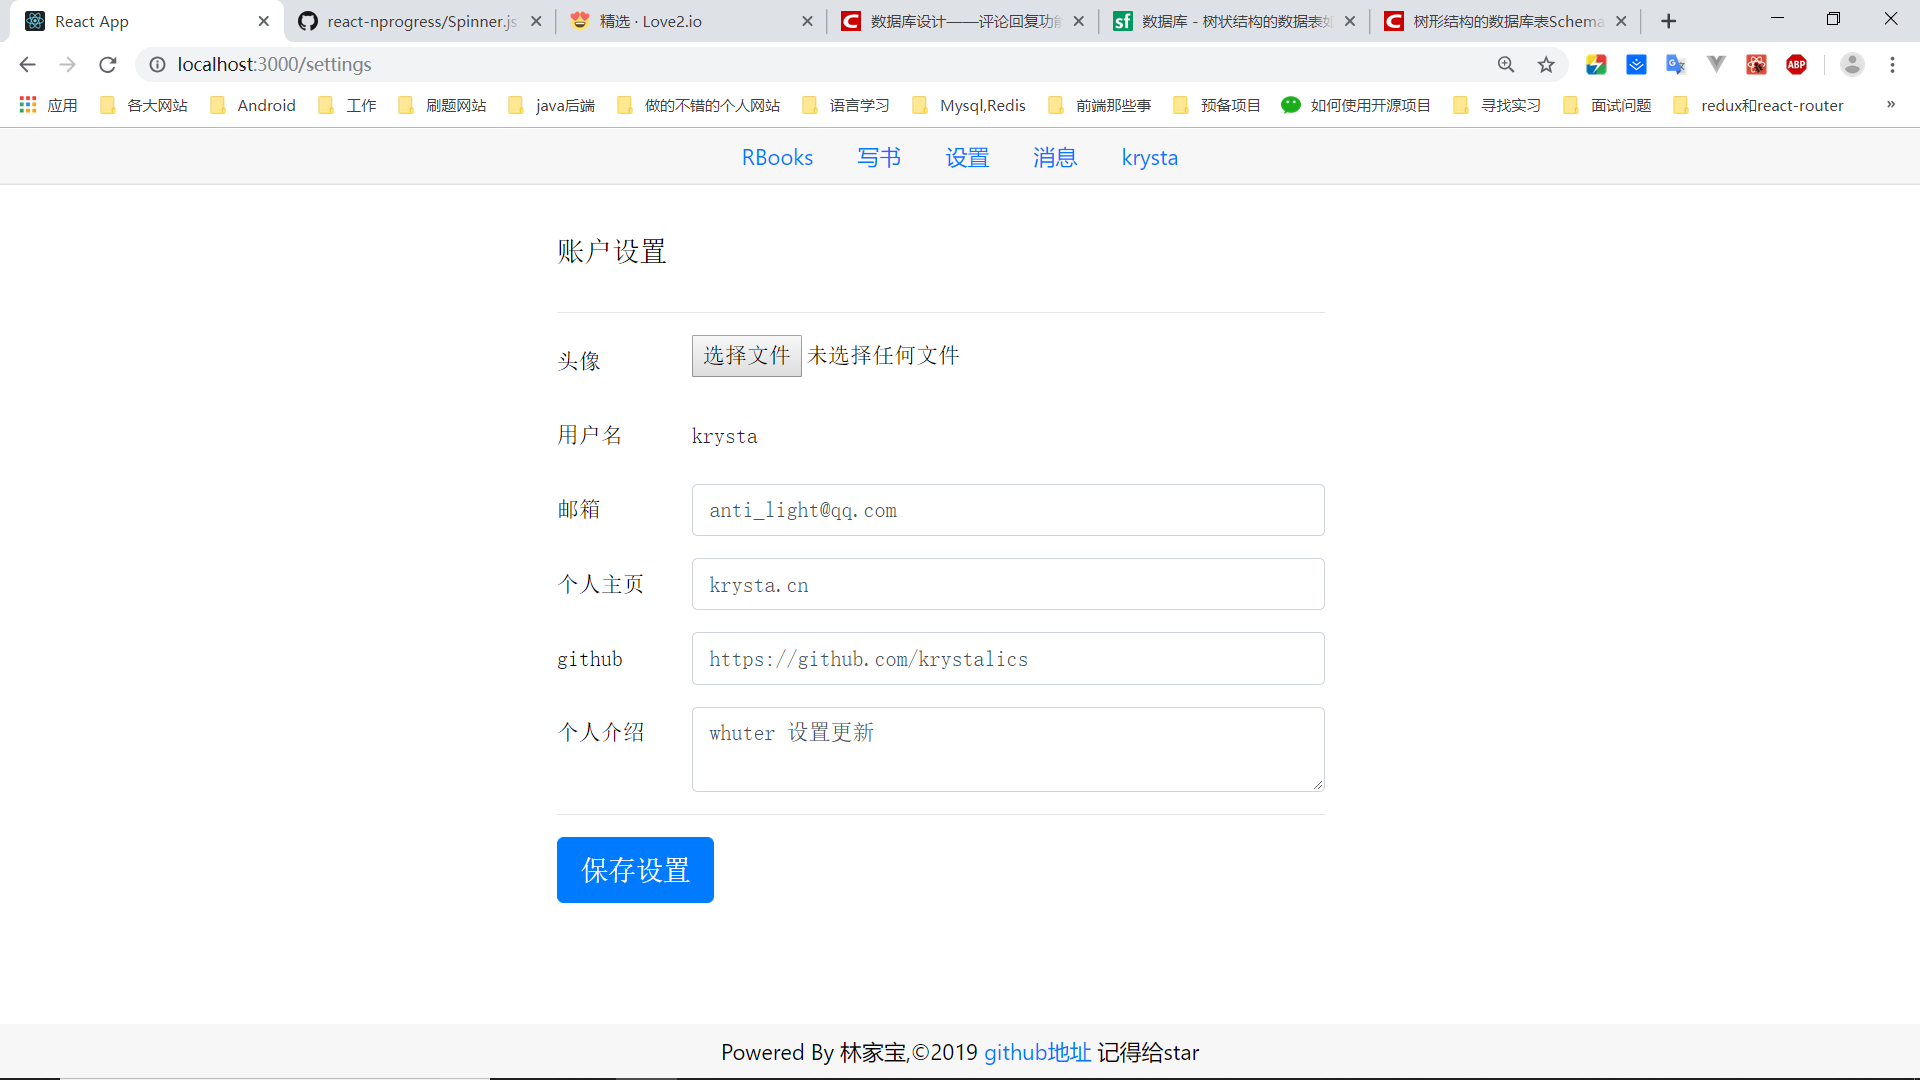 React App
react-nprogress/Spinner.js
精选 · Love2.io
数据库设计——评论回复功能
数据库 - 树状结构的数据表如
树形结构的数据库表Schema
localhost:3000/settings
应用 各大网站 Android 工作 刷题网站 java后端 做的不错的个人网站 语言学习 Mysql,Redis 前端那些事 预备项目 如何使用开源项目 寻找实习 面试问题 redux和react-router »
RBooks 写书 设置 消息 krysta
账户设置
头像 选择文件 未选择任何文件
用户名 krysta
邮箱 anti_light@qq.com
个人主页 krysta.cn
github https://github.com/krystalics
个人介绍 whuter 设置更新
保存设置
Powered By 林家宝,©2019 github地址 记得给star